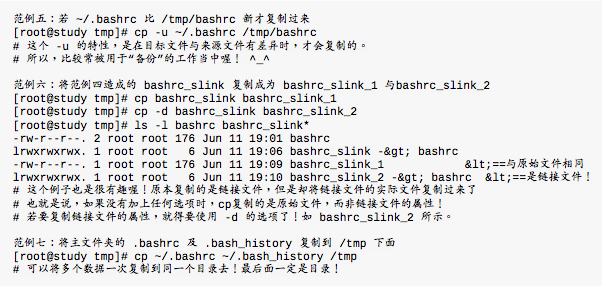 范例五：若 ~/.bashrc 比 /tmp/bashrc 新才复制过来
[root@study tmp]# cp -u ~/.bashrc /tmp/bashrc
# 这个 -u 的特性，是在目标文件与来源文件有差异时，才会复制的。
# 所以，比较常被用于“备份”的工作当中喔！ ^_^
范例六：将范例四造成的 bashrc_slink 复制成为 bashrc_slink_1 与bashrc_slink_2
[root@study tmp]# cp bashrc_slink bashrc_slink_1
[root@study tmp]# cp -d bashrc_slink bashrc_slink_2
[root@study tmp]# ls -l bashrc bashrc_slink*
-rw-r--r--. 2 root root 176 Jun 11 19:01 bashrc
lrwxrwxrwx. 1 root root   6 Jun 11 19:06 bashrc_slink -&gt; bashrc
-rw-r--r--. 1 root root 176 Jun 11 19:09 bashrc_slink_1            &lt;==与原始文件相同
lrwxrwxrwx. 1 root root   6 Jun 11 19:10 bashrc_slink_2 -&gt; bashrc  &lt;==是链接文件！
# 这个例子也是很有趣喔！原本复制的是链接文件，但是却将链接文件的实际文件复制过来了
# 也就是说，如果没有加上任何选项时，cp复制的是原始文件，而非链接文件的属性！
# 若要复制链接文件的属性，就得要使用 -d 的选项了！如 bashrc_slink_2 所示。
范例七：将主文件夹的 .bashrc 及 .bash_history 复制到 /tmp 下面
[root@study tmp]# cp ~/.bashrc ~/.bash_history /tmp
# 可以将多个数据一次复制到同一个目录去！最后面一定是目录！